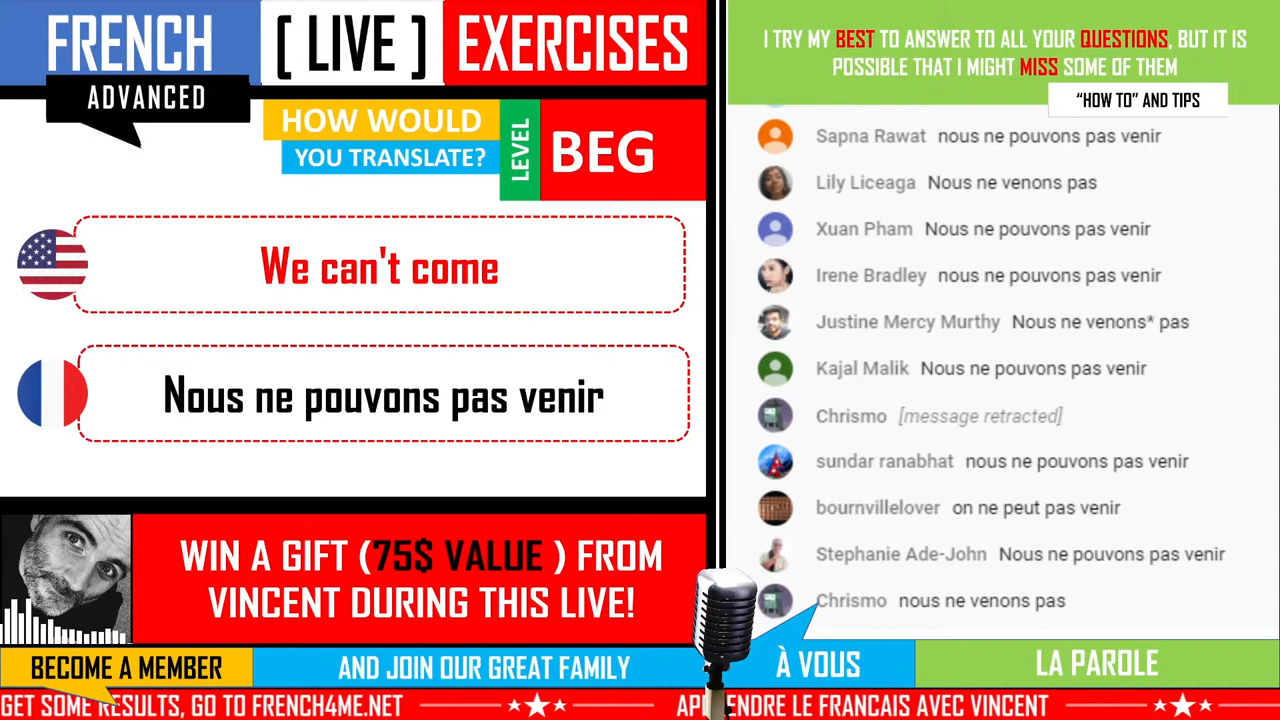 FRENCH [ LIVE ] EXERCISES
ADVANCED
HOW WOULD
YOU TRANSLATE?
LEVEL
BEG
We can't come
Nous ne pouvons pas venir
WIN A GIFT (75$ VALUE ) FROM
VINCENT DURING THIS LIVE!
BECOME A MEMBER
AND JOIN OUR GREAT FAMILY
I TRY MY BEST TO ANSWER TO ALL YOUR QUESTIONS, BUT IT IS
POSSIBLE THAT I MIGHT MISS SOME OF THEM
“HOW TO” AND TIPS
Sapna Rawat nous ne pouvons pas venir
Lily Liceaga Nous ne venons pas
Xuan Pham Nous ne pouvons pas venir
Irene Bradley nous ne pouvons pas venir
Justine Mercy Murthy Nous ne venons* pas
Kajal Malik Nous ne pouvons pas venir
Chrismo [message retracted]
sundar ranabhat nous ne pouvons pas venir
bournvillelover on ne peut pas venir
Stephanie Ade-John Nous ne pouvons pas venir
Chrismo nous ne venons pas
À VOUS
LA PAROLE
GET SOME RESULTS, GO TO FRENCH4ME.NET
LE FRANCAIS AVEC VINCENT